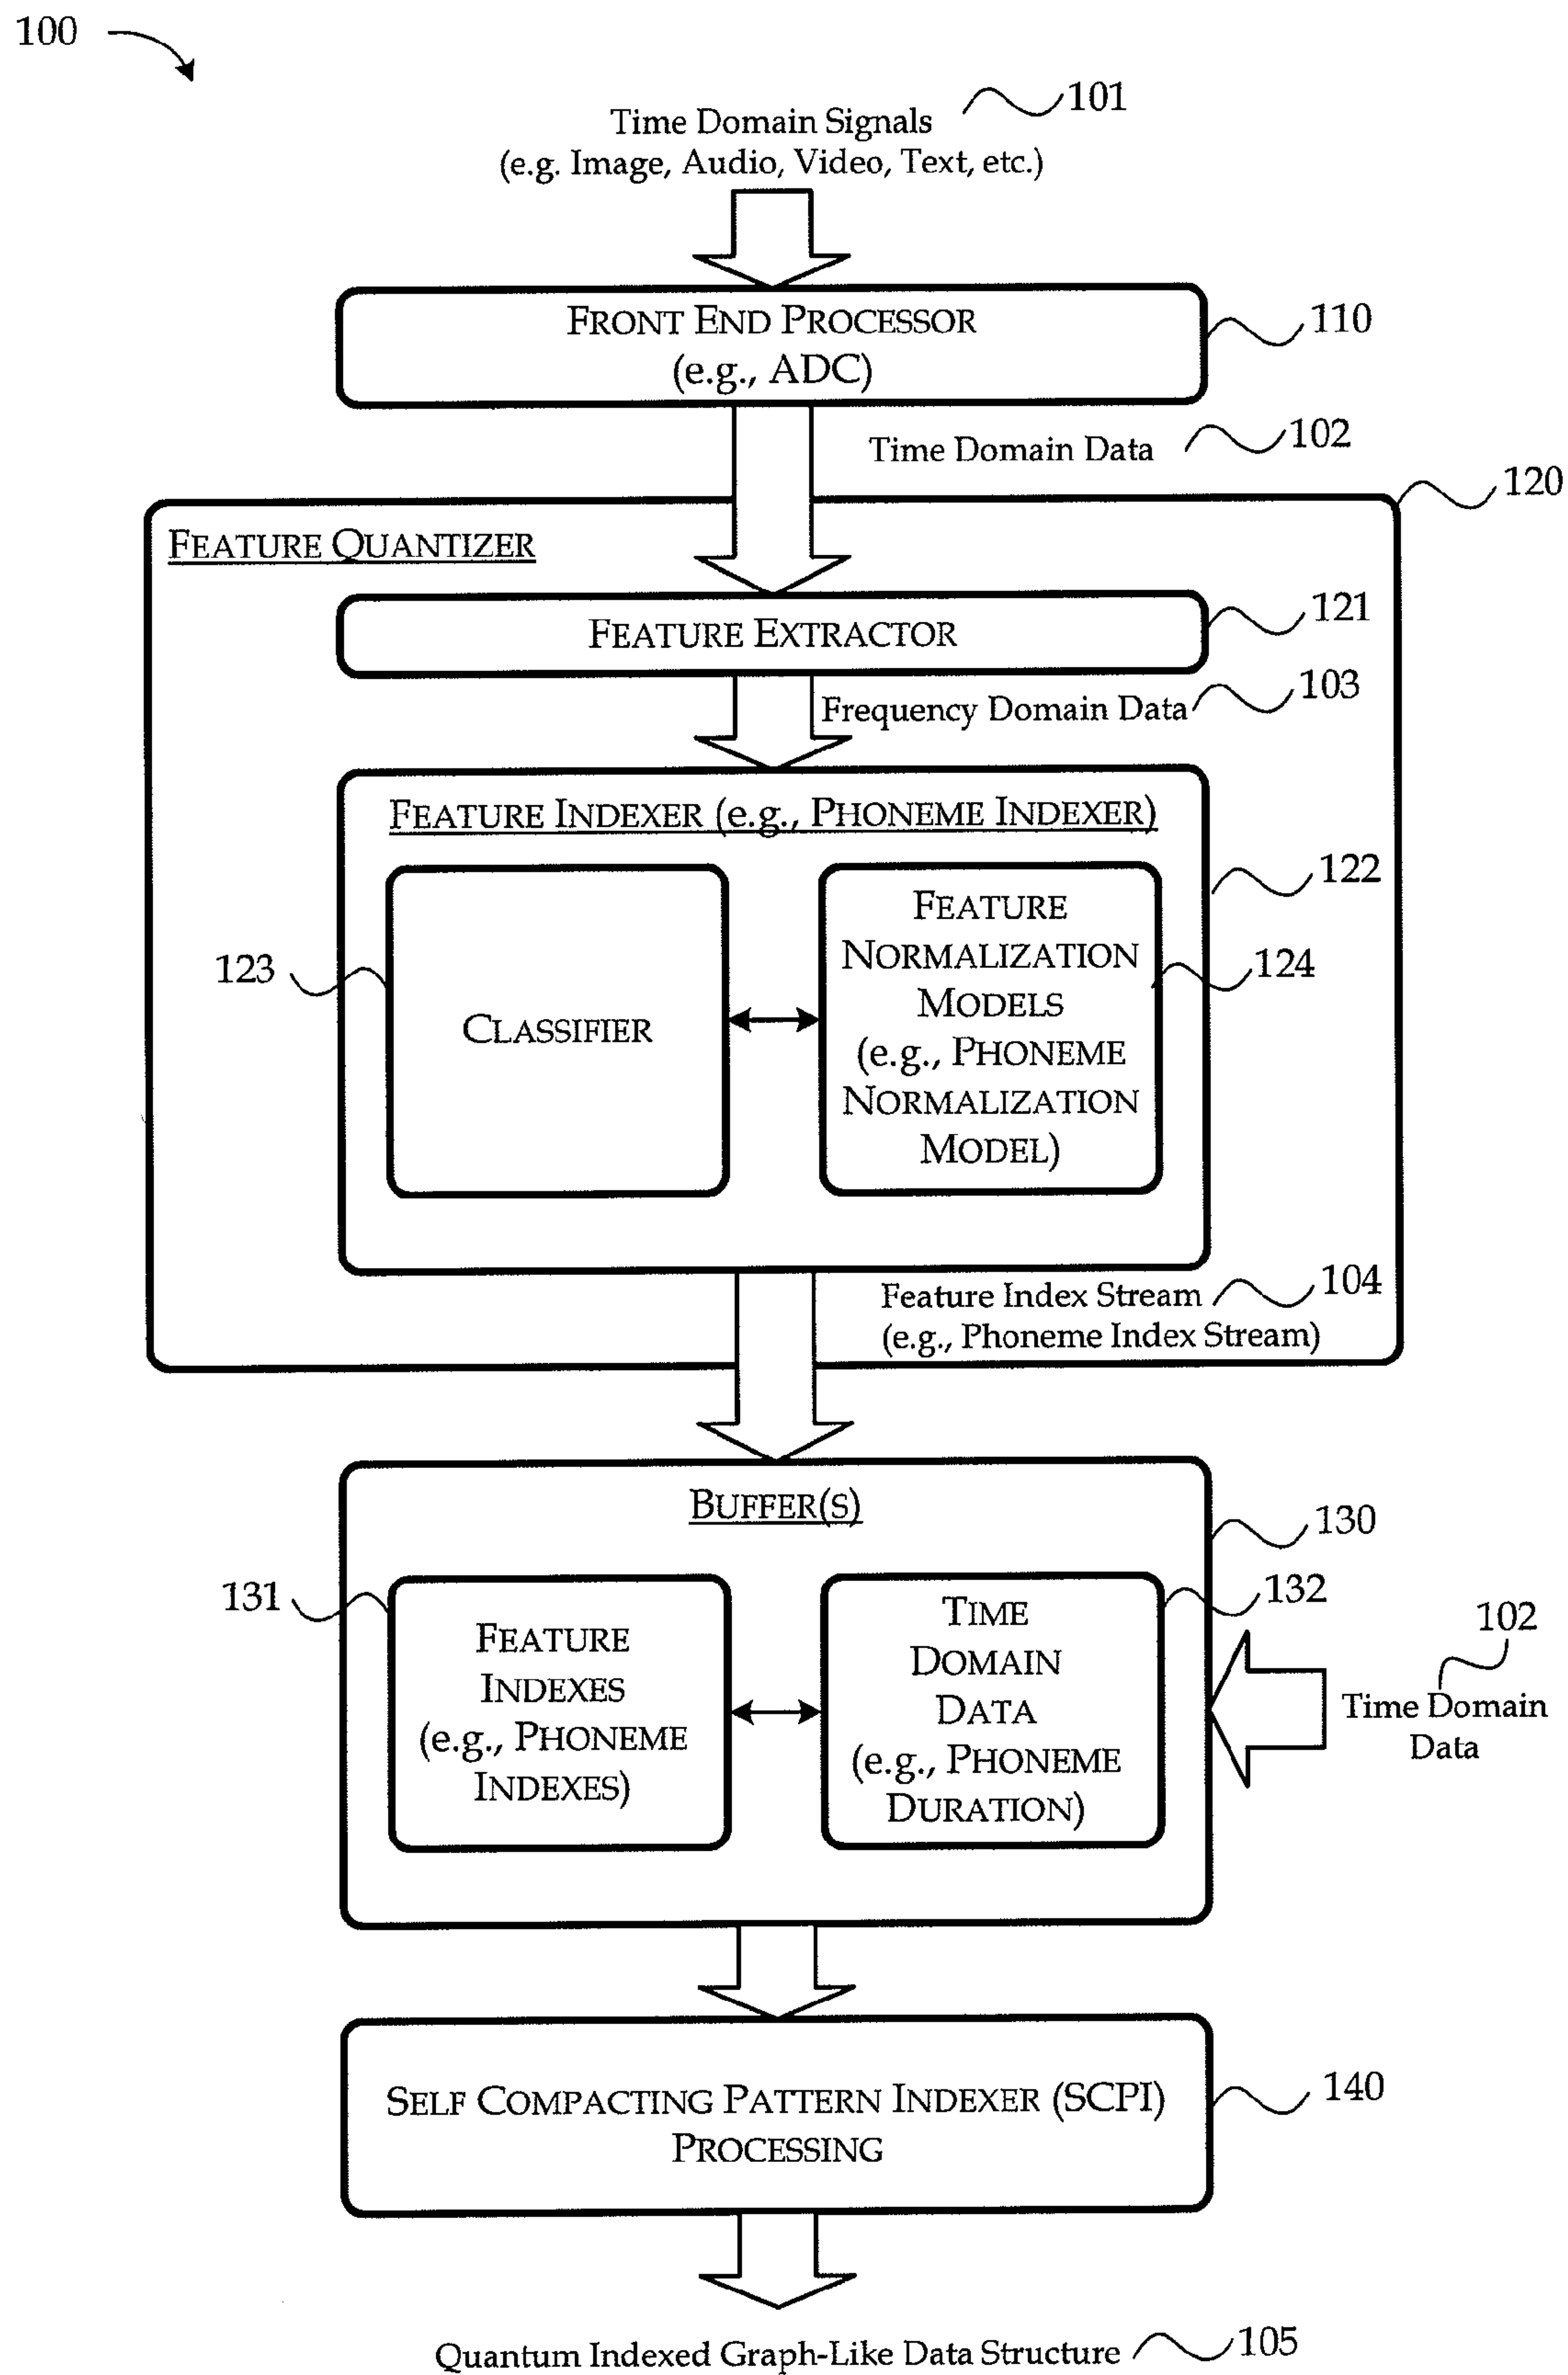 100
Time Domain Signals 101
(e.g. Image, Audio, Video, Text, etc.)
FRONT END PROCESSOR
(e.g., ADC)
110
Time Domain Data 102
120
FEATURE QUANTIZER
FEATURE EXTRACTOR
121
Frequency Domain Data 103
FEATURE INDEXER (e.g., PHONEME INDEXER)
122
123
CLASSIFIER
FEATURE
NORMALIZATION
MODELS
(e.g., PHONEME
NORMALIZATION
MODEL)
124
Feature Index Stream 104
(e.g., Phoneme Index Stream)
BUFFER(S)
130
131
FEATURE
INDEXES
(e.g., PHONEME
INDEXES)
TIME
DOMAIN
DATA
(e.g., PHONEME
DURATION)
132
102
Time Domain
Data
SELF COMPACTING PATTERN INDEXER (SCPI)
PROCESSING
140
Quantum Indexed Graph-Like Data Structure 105